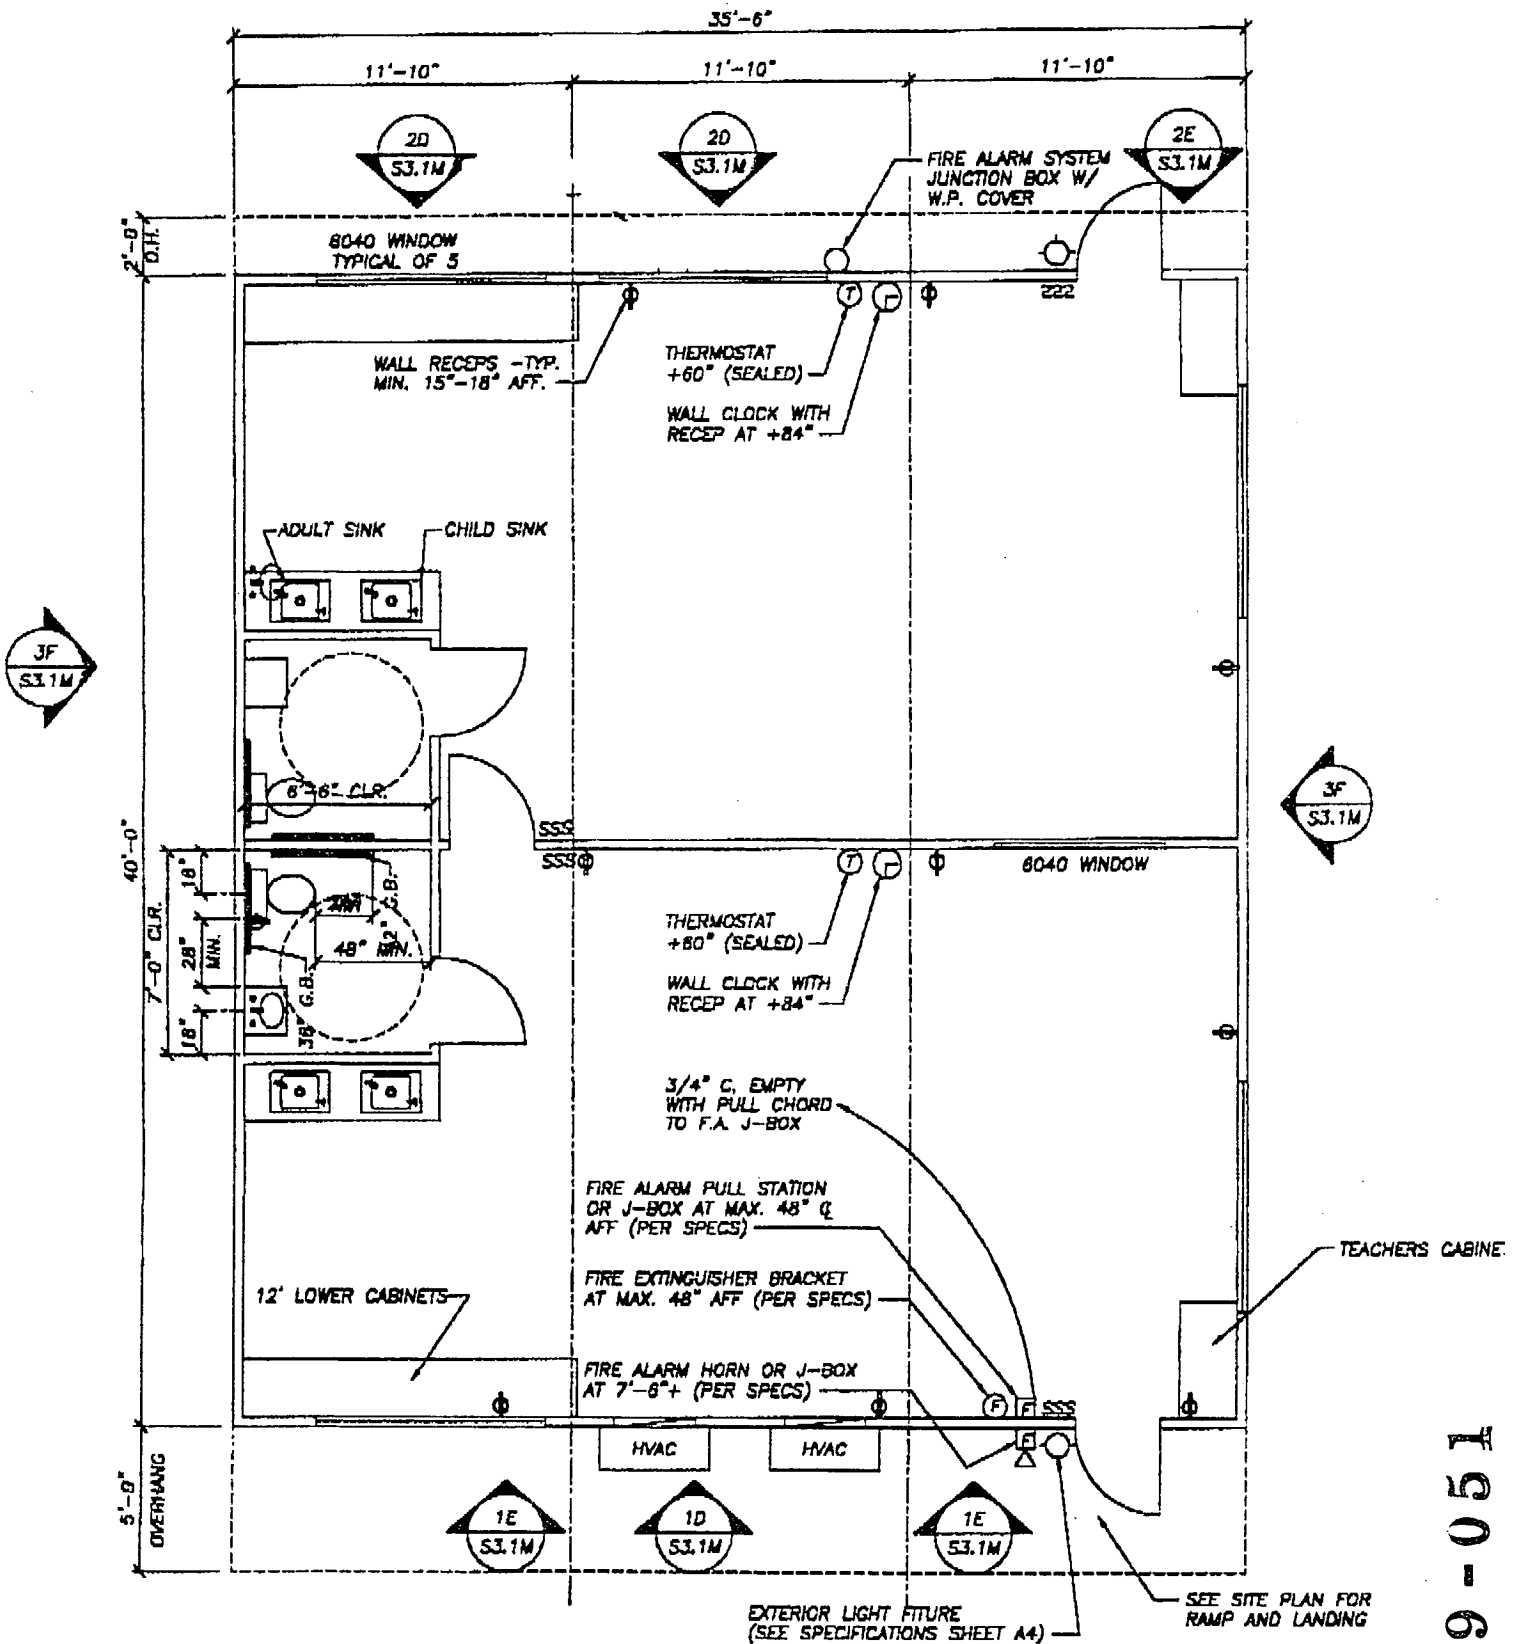 35'-6"
11'-10"
11'-10"
11'-10"
2D
S3.1M
2D
S3.1M
2E
S3.1M
FIRE ALARM SYSTEM
JUNCTION BOX W/
W.P. COVER
2'-0"
O.H.
8040 WINDOW
TYPICAL OF 5
T
222
WALL RECEPS -TYP.
MIN. 15"-18" AFF.
THERMOSTAT
+60" (SEALED)
WALL CLOCK WITH
RECEP AT +84"
ADULT SINK
CHILD SINK
3F
S3.1M
6'-6" CLR.
3F
S3.1M
40'-0"
SSS
SSS
T
6040 WINDOW
18"
7'-0" CLR.
28"
MIN.
18"
G.B.
48" MIN.
36" G.B.
THERMOSTAT
+60" (SEALED)
WALL CLOCK WITH
RECEP AT +84"
3/4" C. EMPTY
WITH PULL CHORD
TO F.A. J-BOX
FIRE ALARM PULL STATION
OR J-BOX AT MAX. 48" ℄
AFF (PER SPECS)
TEACHERS CABINE
FIRE EXTINGUISHER BRACKET
AT MAX. 48" AFF (PER SPECS)
12' LOWER CABINETS
FIRE ALARM HORN OR J-BOX
AT 7'-6"+ (PER SPECS)
F
F
SSS
F
HVAC
HVAC
5'-0"
OVERHANG
1E
S3.1M
1D
S3.1M
1E
S3.1M
EXTERIOR LIGHT FITURE
(SEE SPECIFICATIONS SHEET A4)
SEE SITE PLAN FOR
RAMP AND LANDING
9-051